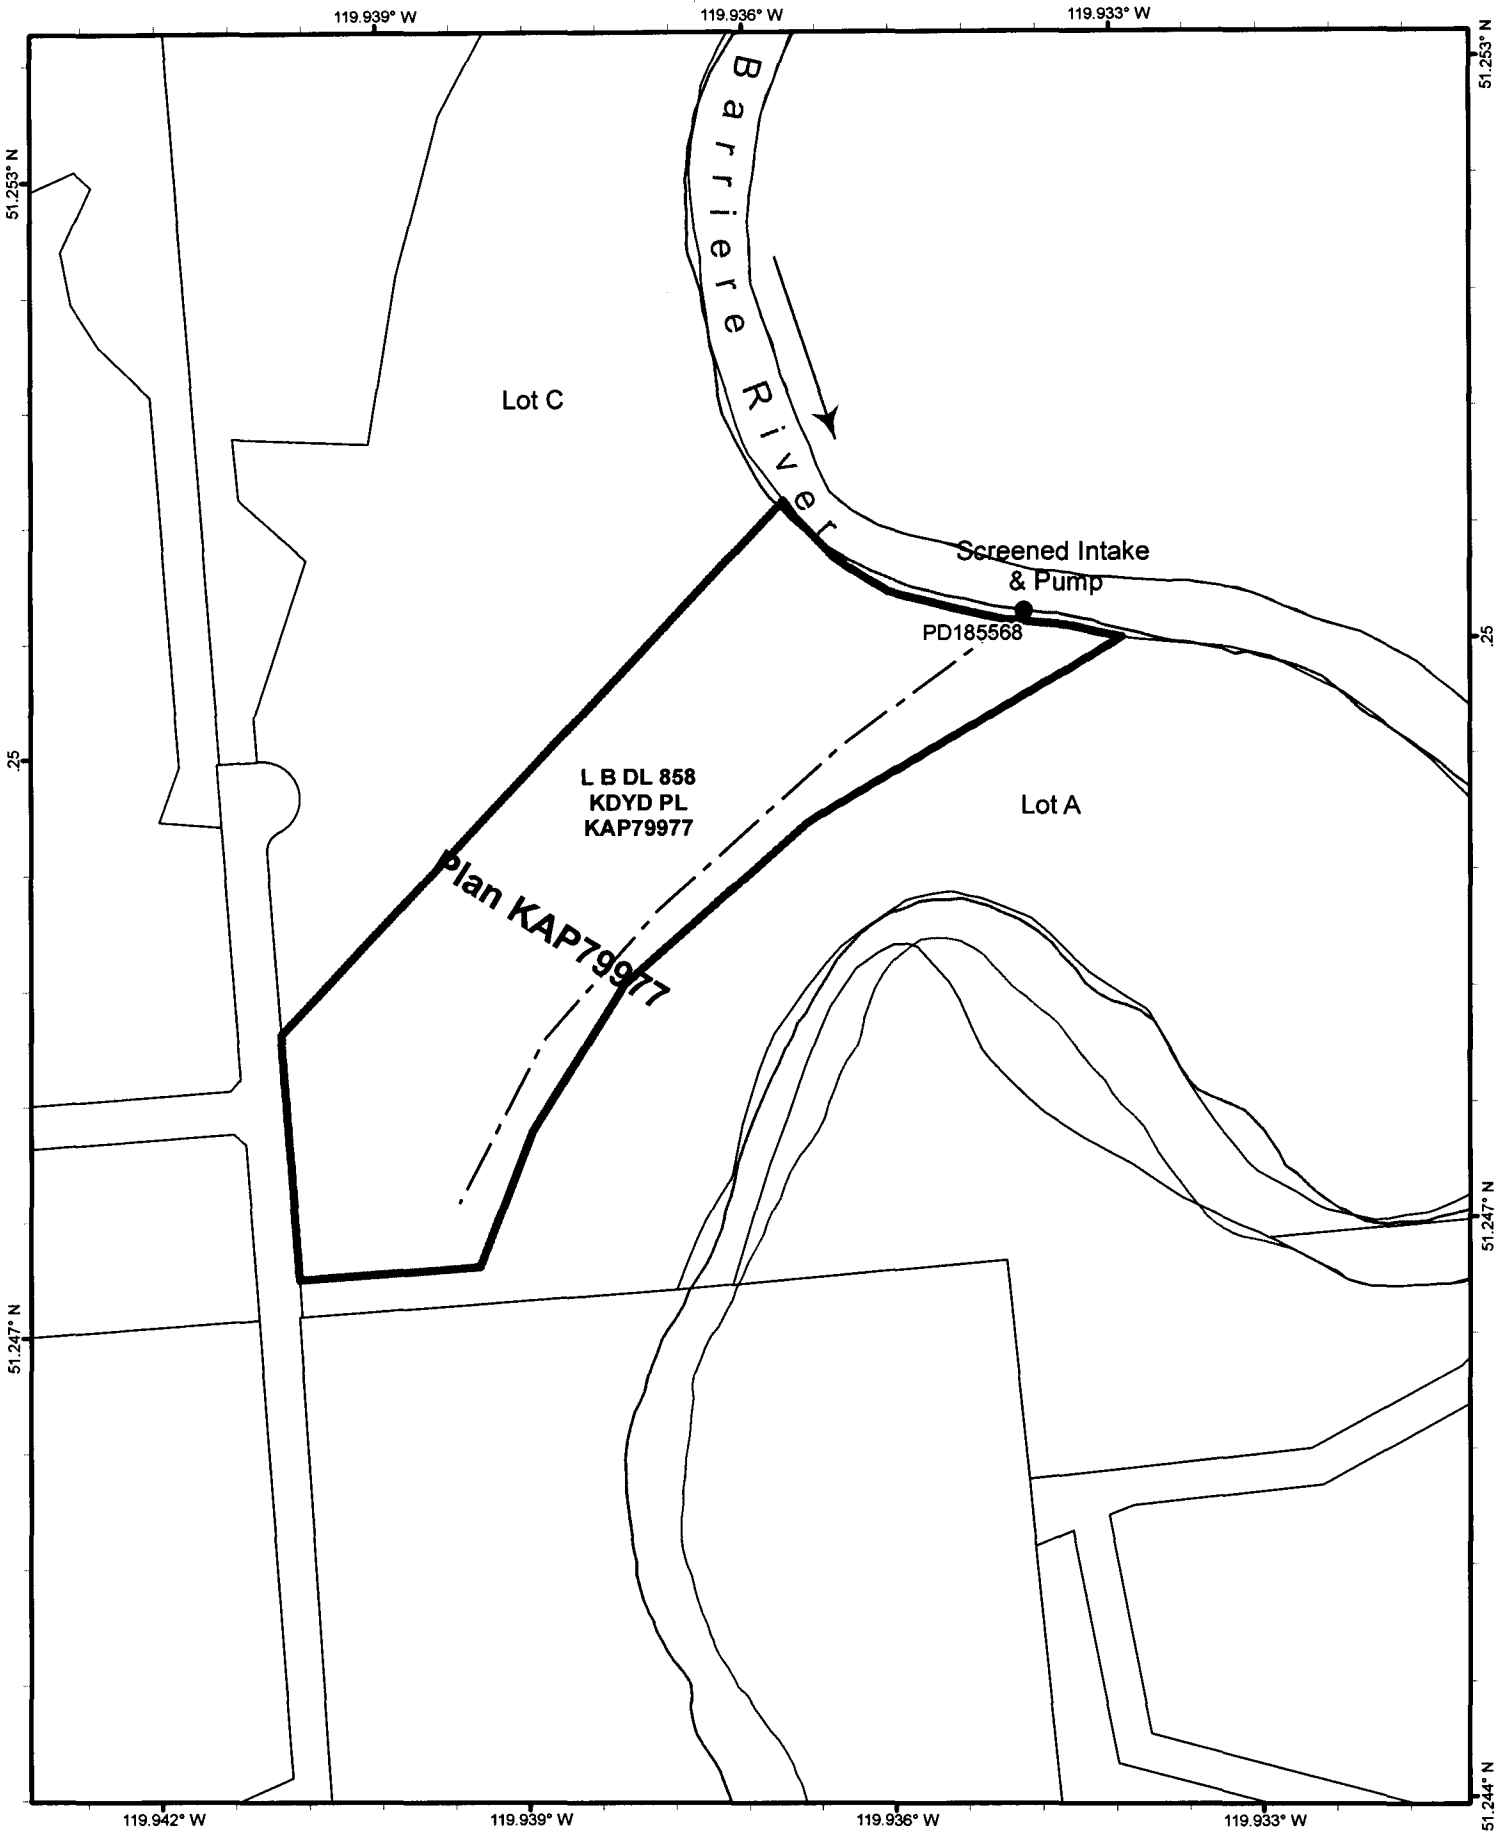 119.939° W
119.936° W
119.933° W
51.253° N
51.253° N
Barriere River
Lot C
Screened Intake
& Pump
PD185568
.25
.25
L B DL 858
KDYD PL
KAP79977
Lot A
Plan KAP79977
51.247° N
51.247° N
51.244° N
119.942° W
119.939° W
119.936° W
119.933° W